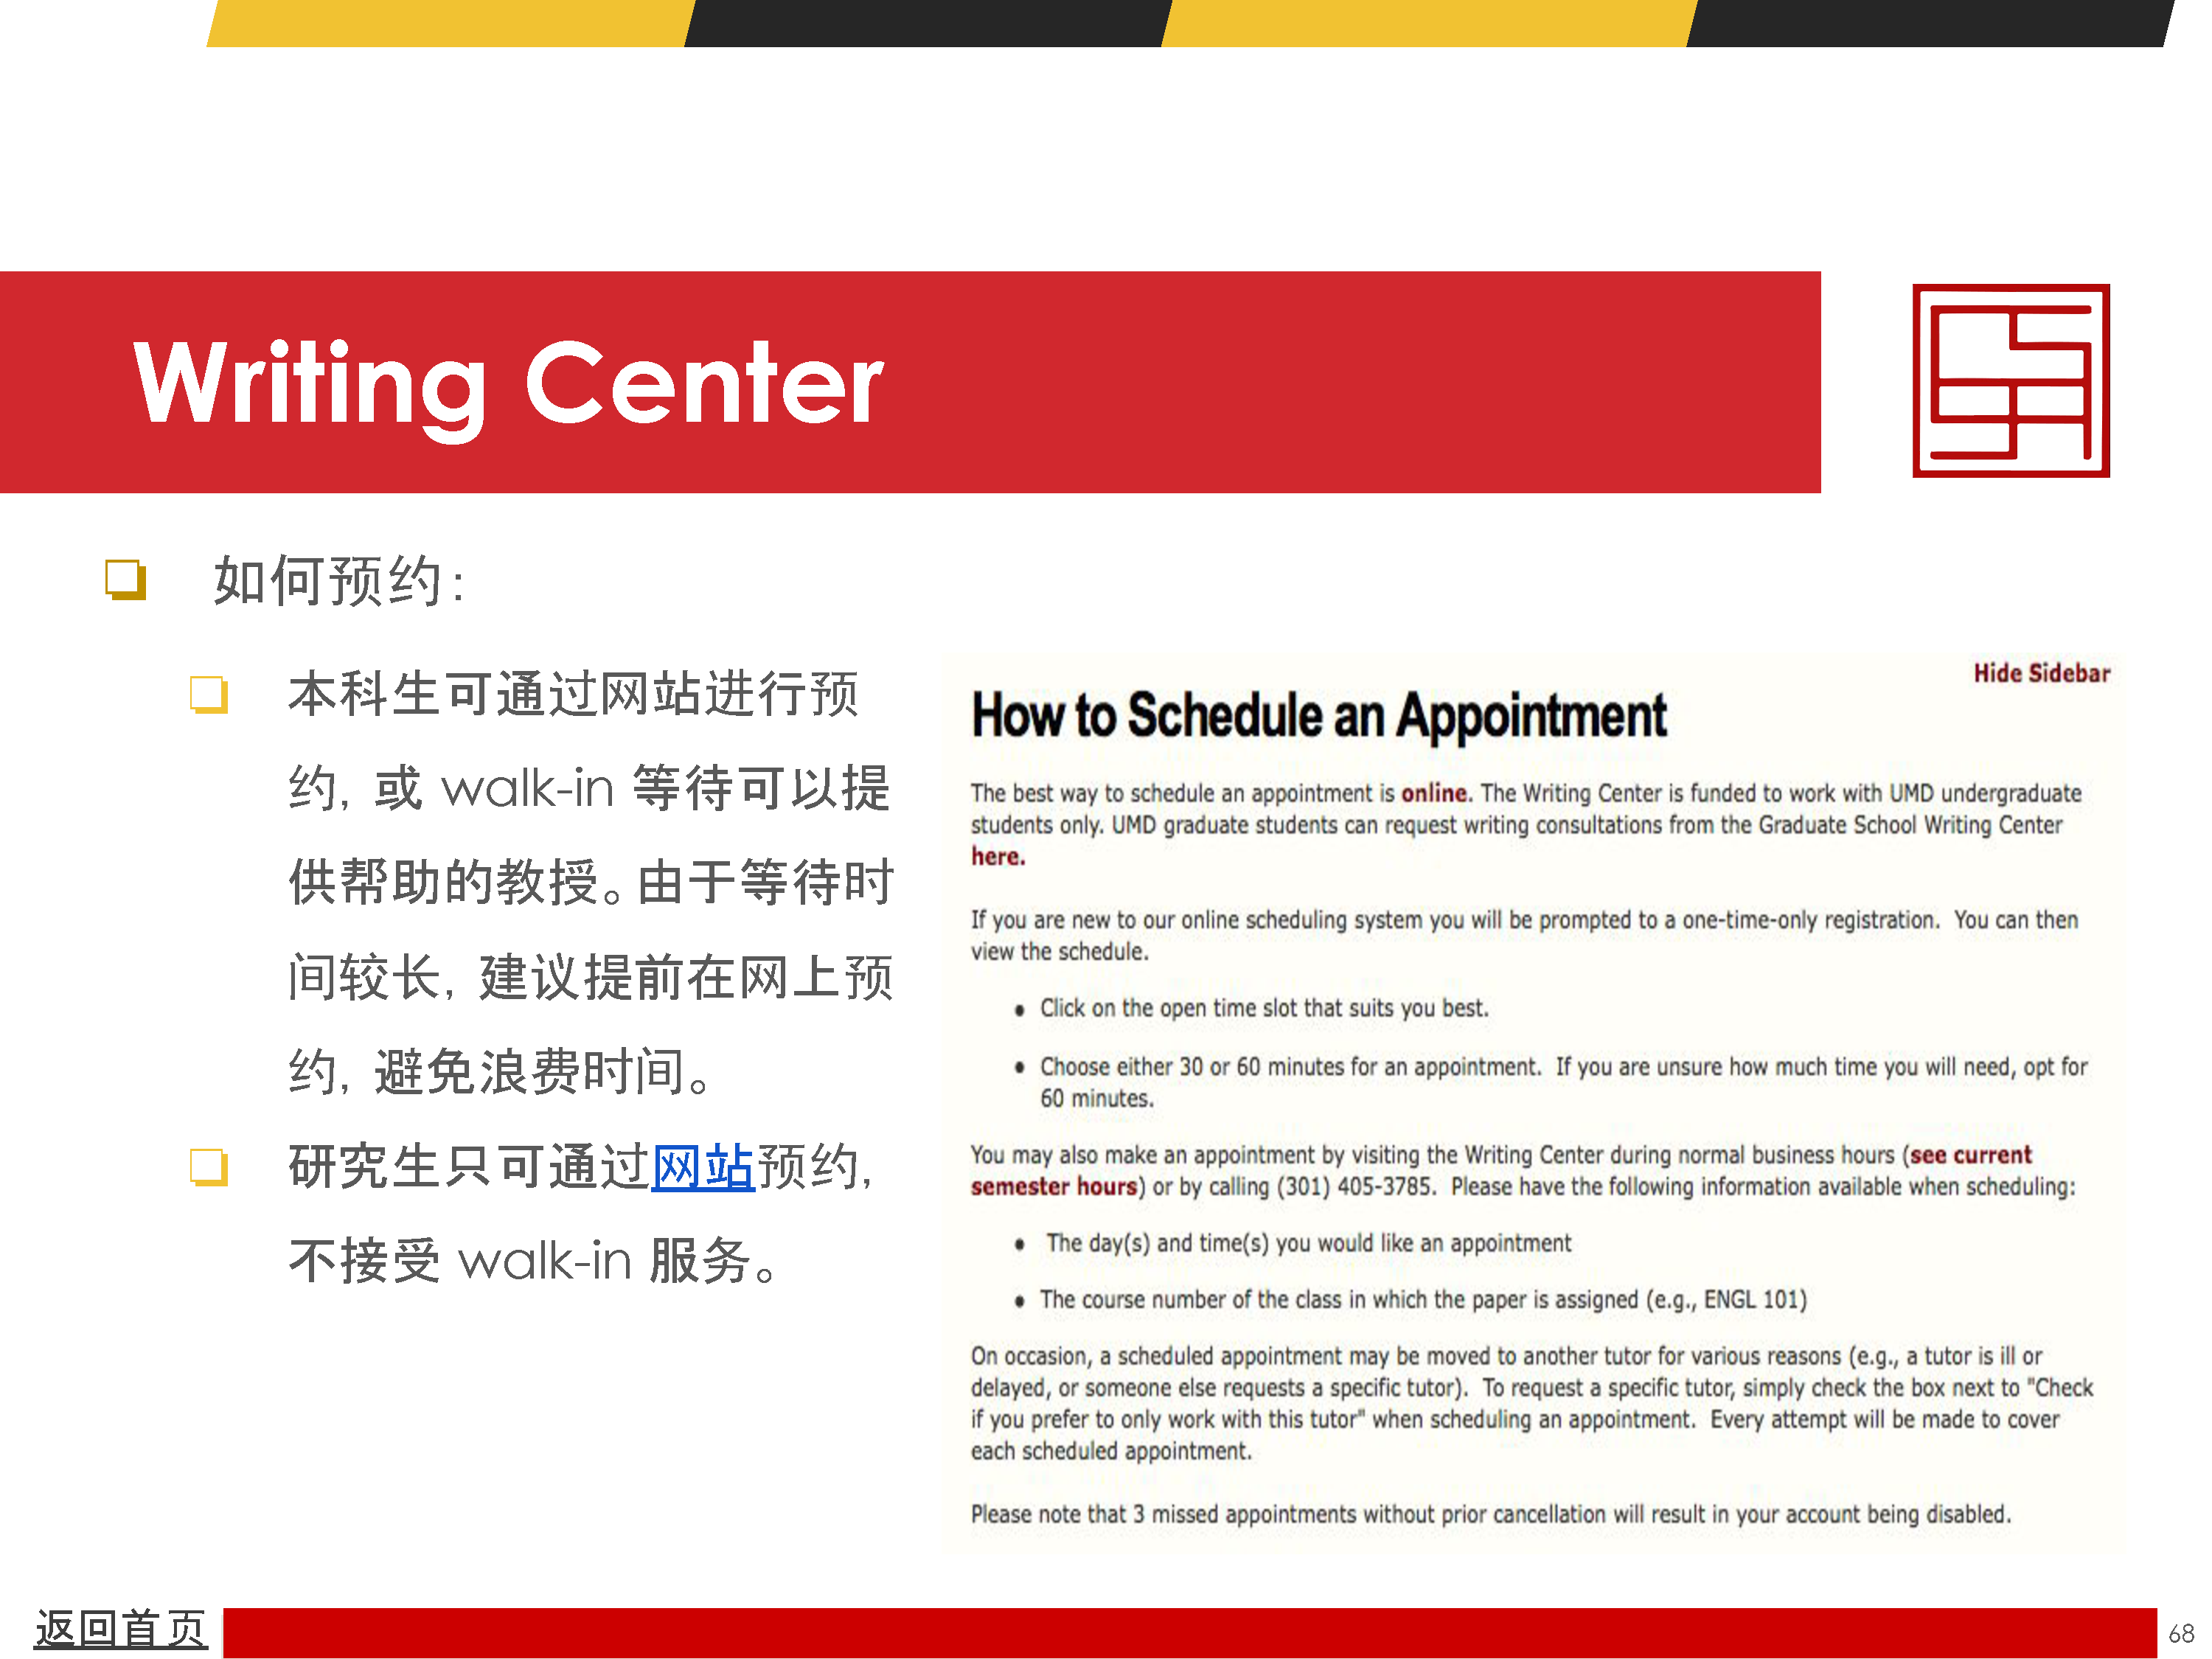 Writing Center
如何预约：
本科生可通过网站进行预
约，或 walk-in 等待可以提
供帮助的教授。由于等待时
间较长，建议提前在网上预
约，避免浪费时间。
研究生只可通过网站预约，
不接受 walk-in 服务。
Hide Sidebar
How to Schedule an Appointment
The best way to schedule an appointment is online. The Writing Center is funded to work with UMD undergraduate
students only. UMD graduate students can request writing consultations from the Graduate School Writing Center
here.
If you are new to our online scheduling system you will be prompted to a one-time-only registration. You can then
view the schedule.
Click on the open time slot that suits you best.
Choose either 30 or 60 minutes for an appointment. If you are unsure how much time you will need, opt for
60 minutes.
You may also make an appointment by visiting the Writing Center during normal business hours (see current
semester hours) or by calling (301) 405-3785. Please have the following information available when scheduling:
The day(s) and time(s) you would like an appointment
The course number of the class in which the paper is assigned (e.g., ENGL 101)
On occasion, a scheduled appointment may be moved to another tutor for various reasons (e.g., a tutor is ill or
delayed, or someone else requests a specific tutor). To request a specific tutor, simply check the box next to "Check
if you prefer to only work with this tutor" when scheduling an appointment. Every attempt will be made to cover
each scheduled appointment.
Please note that 3 missed appointments without prior cancellation will result in your account being disabled.
返回首页
68